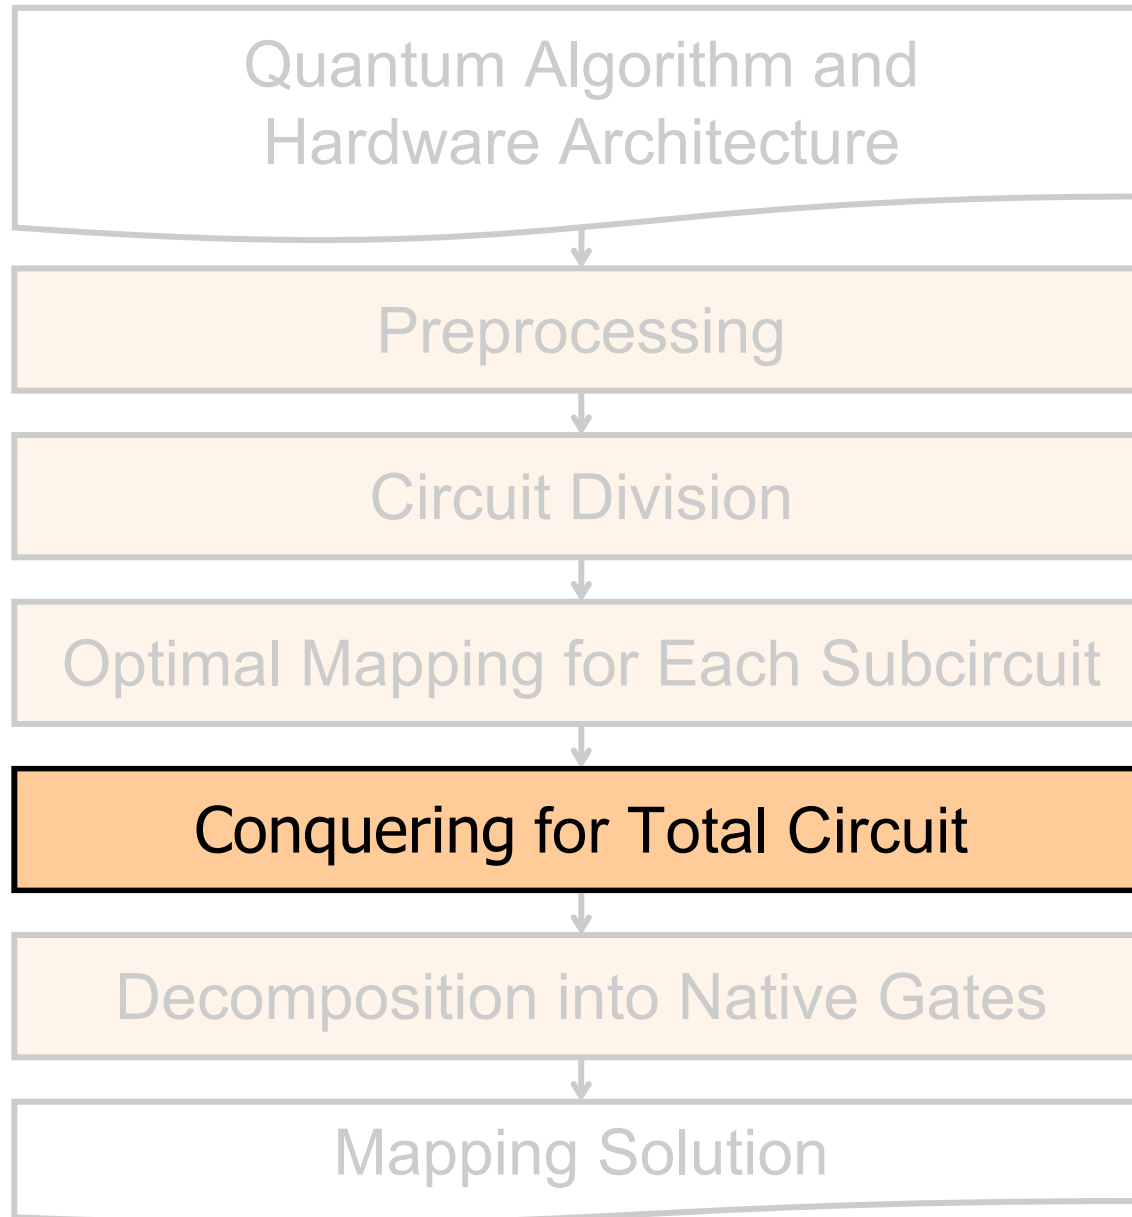 Quantum Algorithm and
Hardware Architecture
Preprocessing
Circuit Division
Optimal Mapping for Each Subcircuit
Conquering for Total Circuit
Decomposition into Native Gates
Mapping Solution